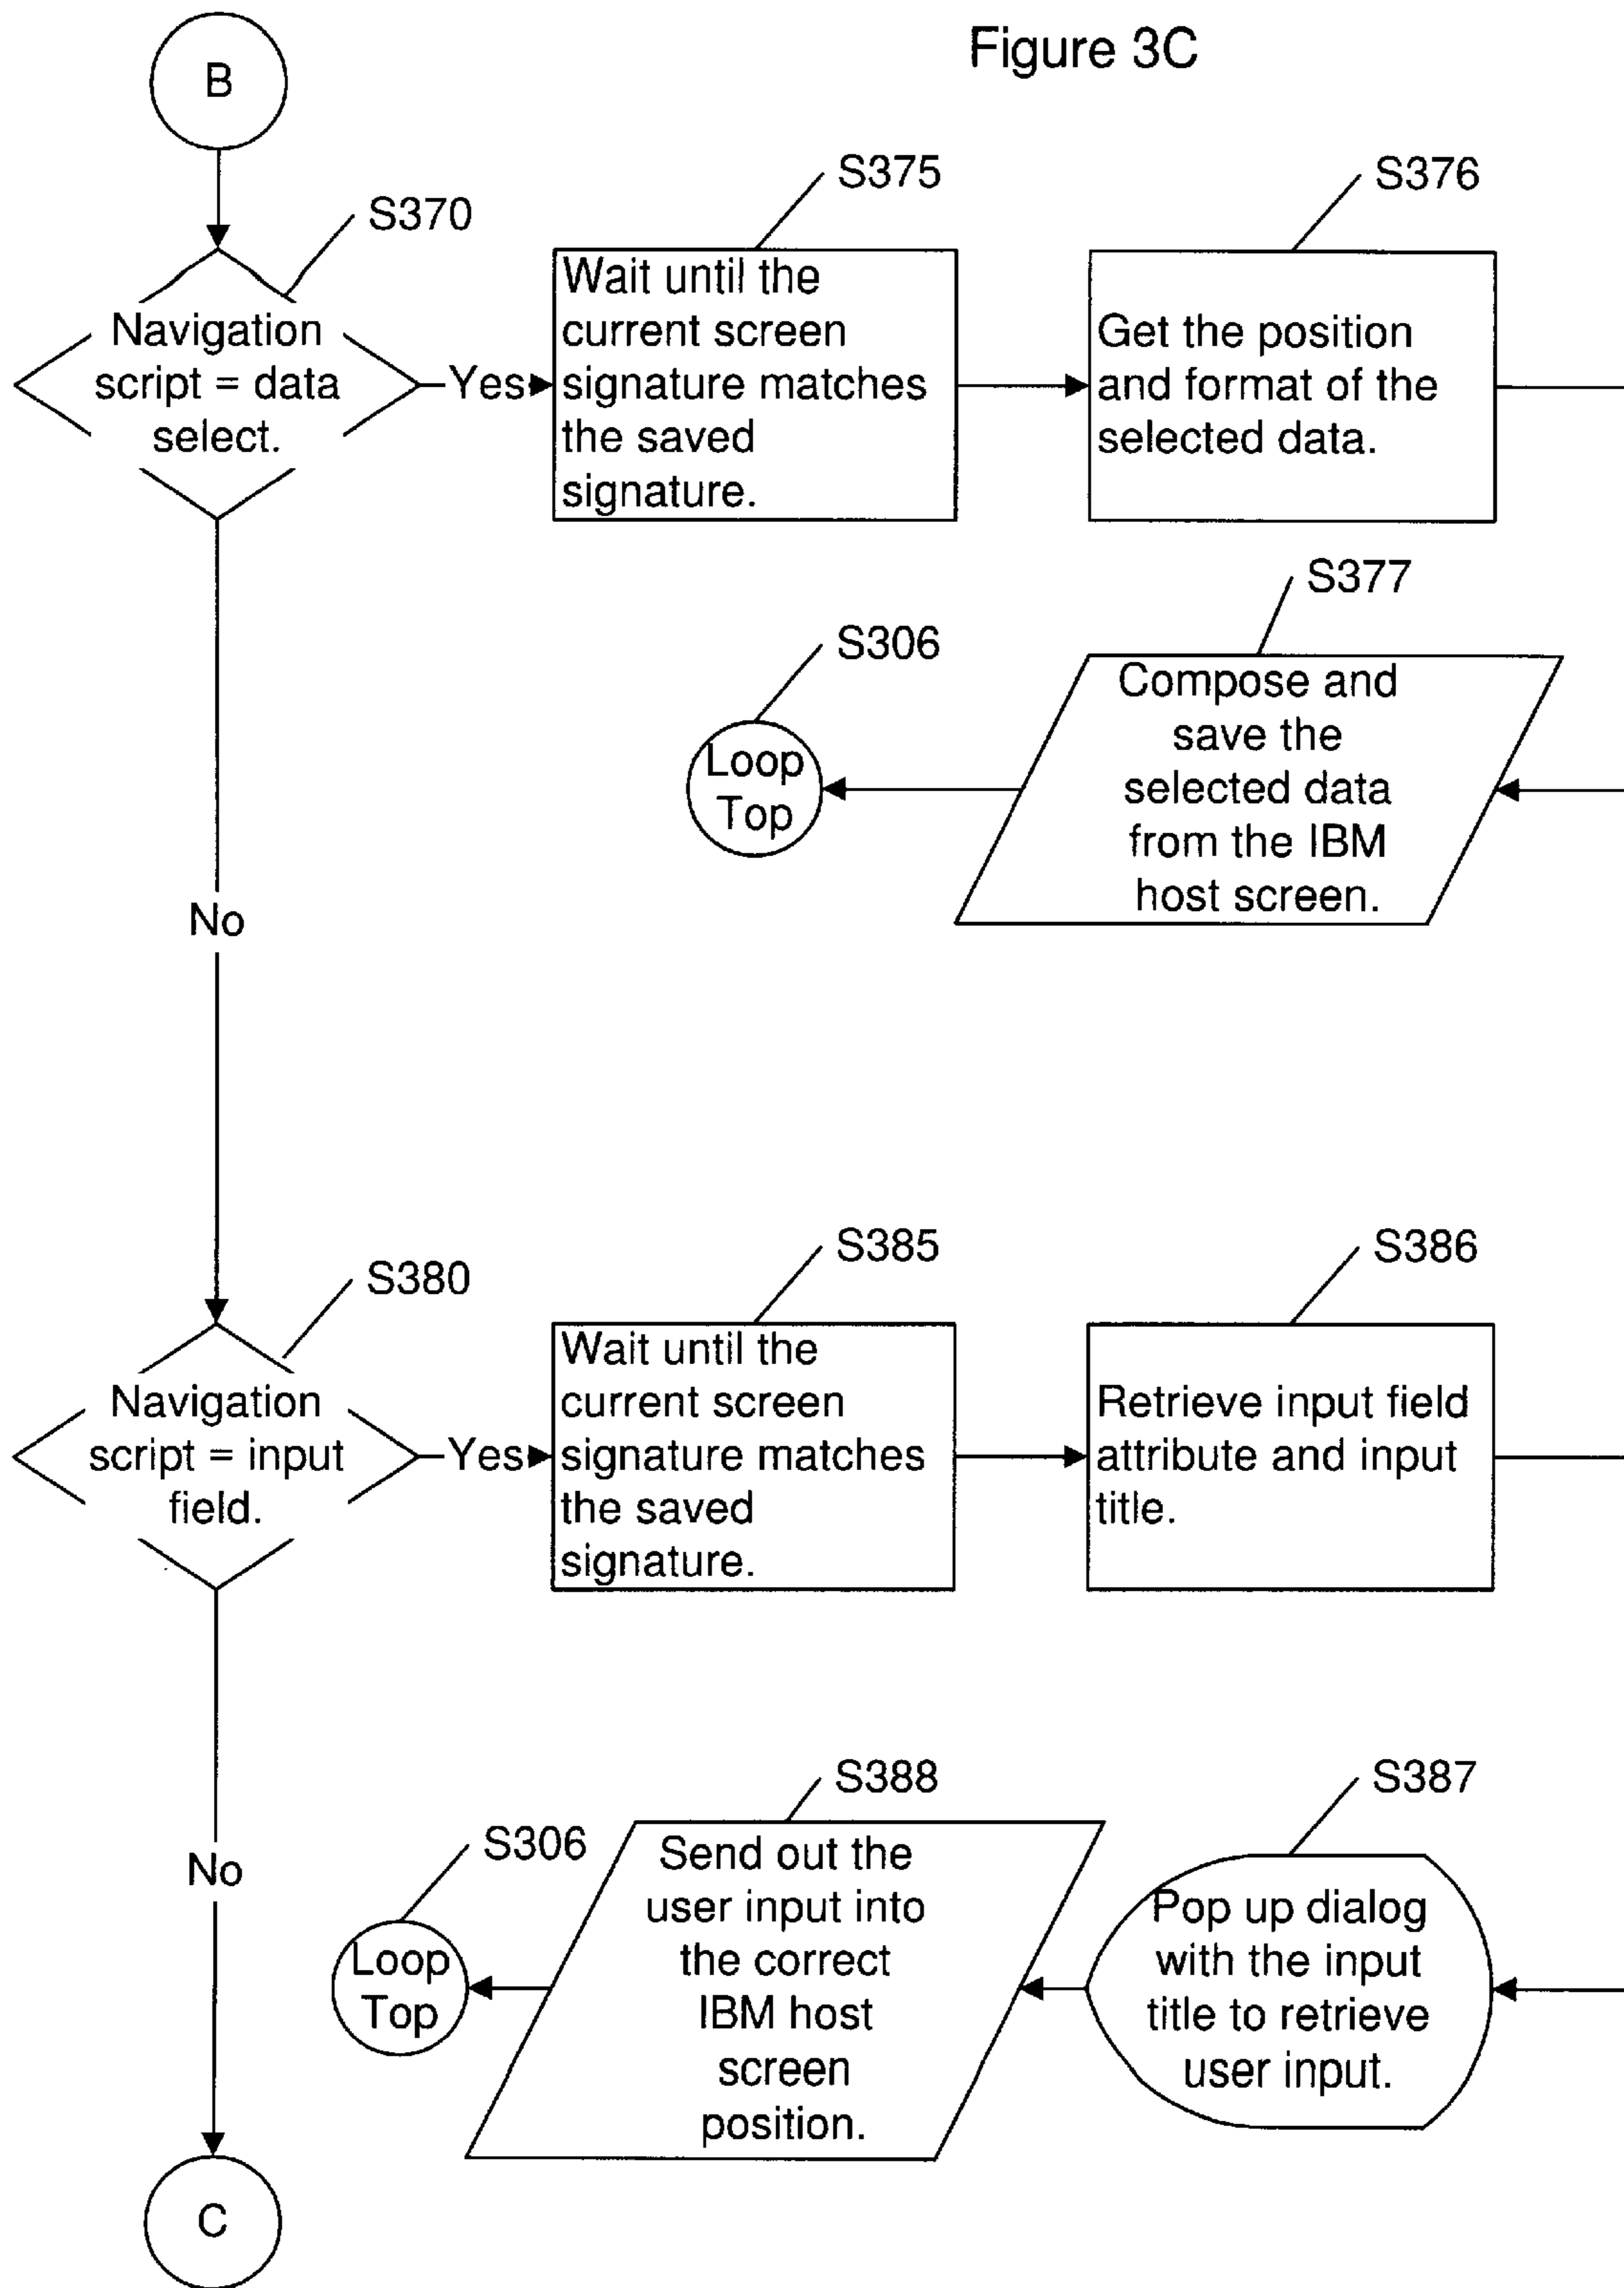 Figure 3C
B
S370
Navigation
script = data
select.
Yes
S375
Wait until the
current screen
signature matches
the saved
signature.
S376
Get the position
and format of the
selected data.
S377
Compose and
save the
selected data
from the IBM
host screen.
S306
Loop
Top
No
S380
Navigation
script = input
field.
Yes
S385
Wait until the
current screen
signature matches
the saved
signature.
S386
Retrieve input field
attribute and input
title.
S387
Pop up dialog
with the input
title to retrieve
user input.
S388
Send out the
user input into
the correct
IBM host
screen
position.
S306
Loop
Top
No
C